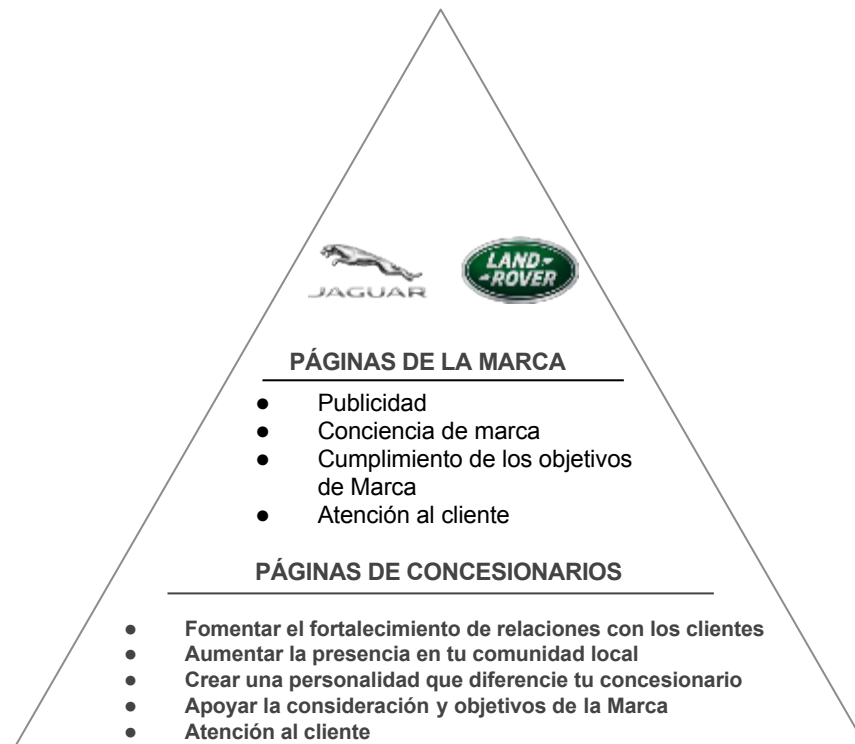 JAGUAR
LAND-
-ROVER
PÁGINAS DE LA MARCA
● Publicidad
● Conciencia de marca
● Cumplimiento de los objetivos
de Marca
● Atención al cliente
PÁGINAS DE CONCESIONARIOS
● Fomentar el fortalecimiento de relaciones con los clientes
● Aumentar la presencia en tu comunidad local
● Crear una personalidad que diferencie tu concesionario
● Apoyar la consideración y objetivos de la Marca
● Atención al cliente